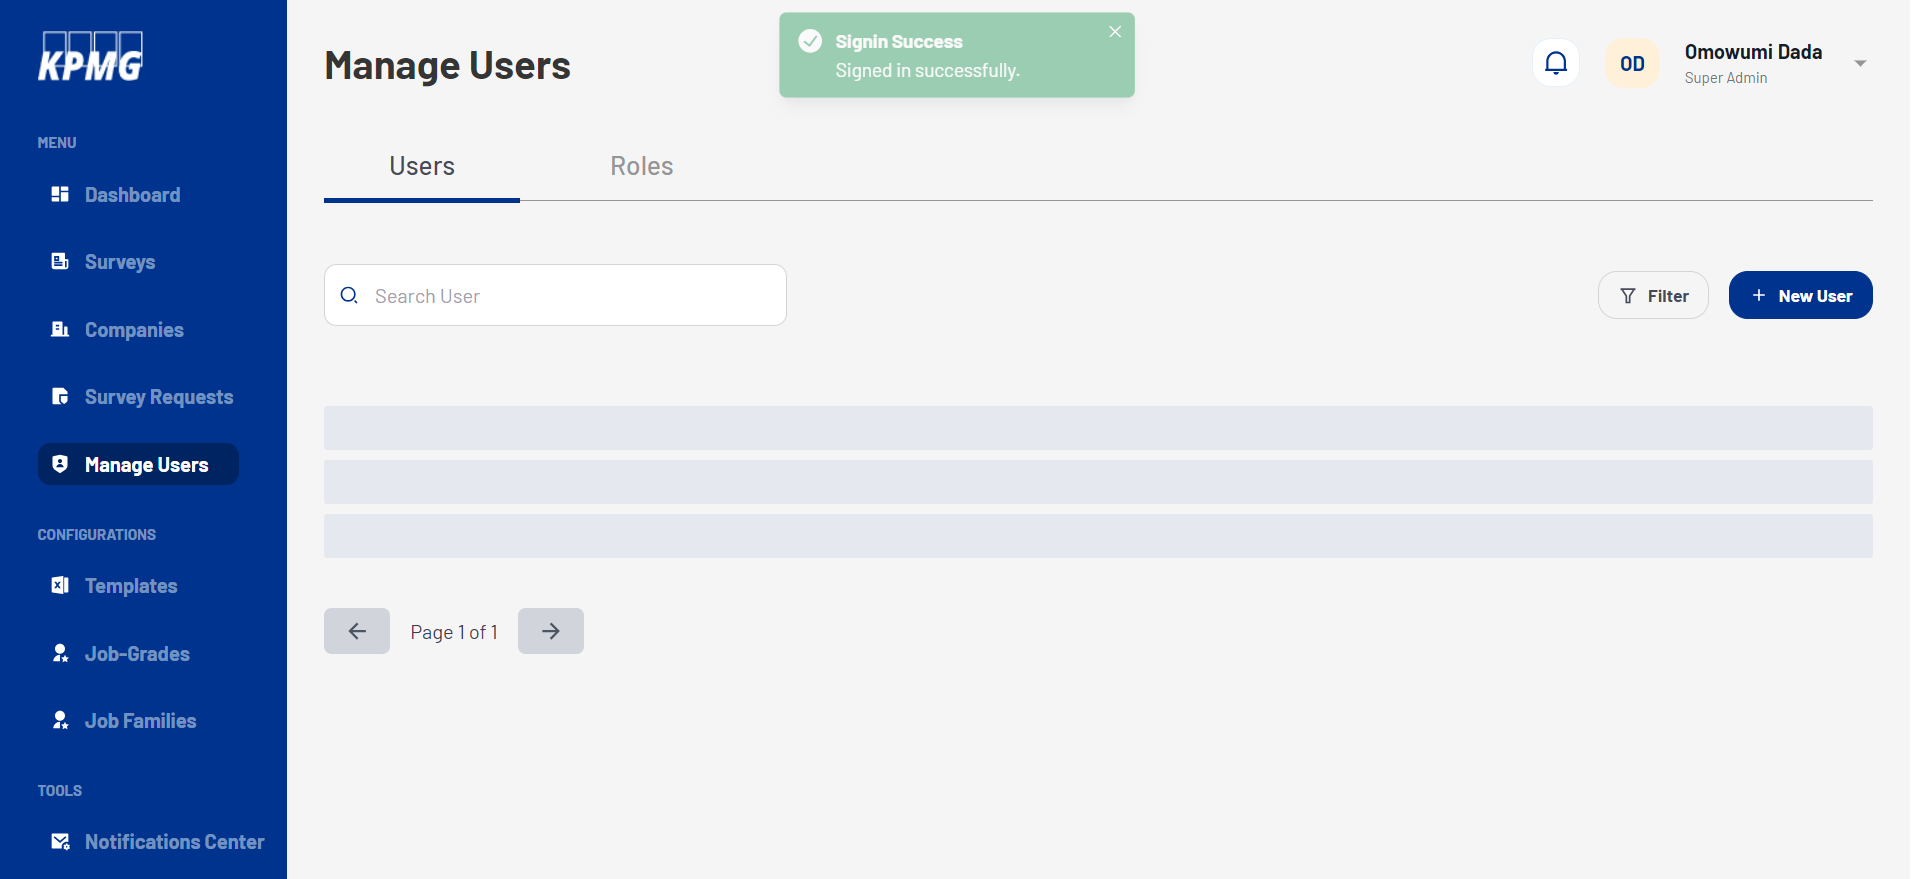 KPMG
MENU
Dashboard
Surveys
Companies
Survey Requests
Manage Users
CONFIGURATIONS
Templates
Job-Grades
Job Families
TOOLS
Notifications Center
Manage Users
Signin Success
Signed in successfully.
OD
Omowumi Dada
Super Admin
Users
Roles
Search User
Filter
New User
Page 1 of 1